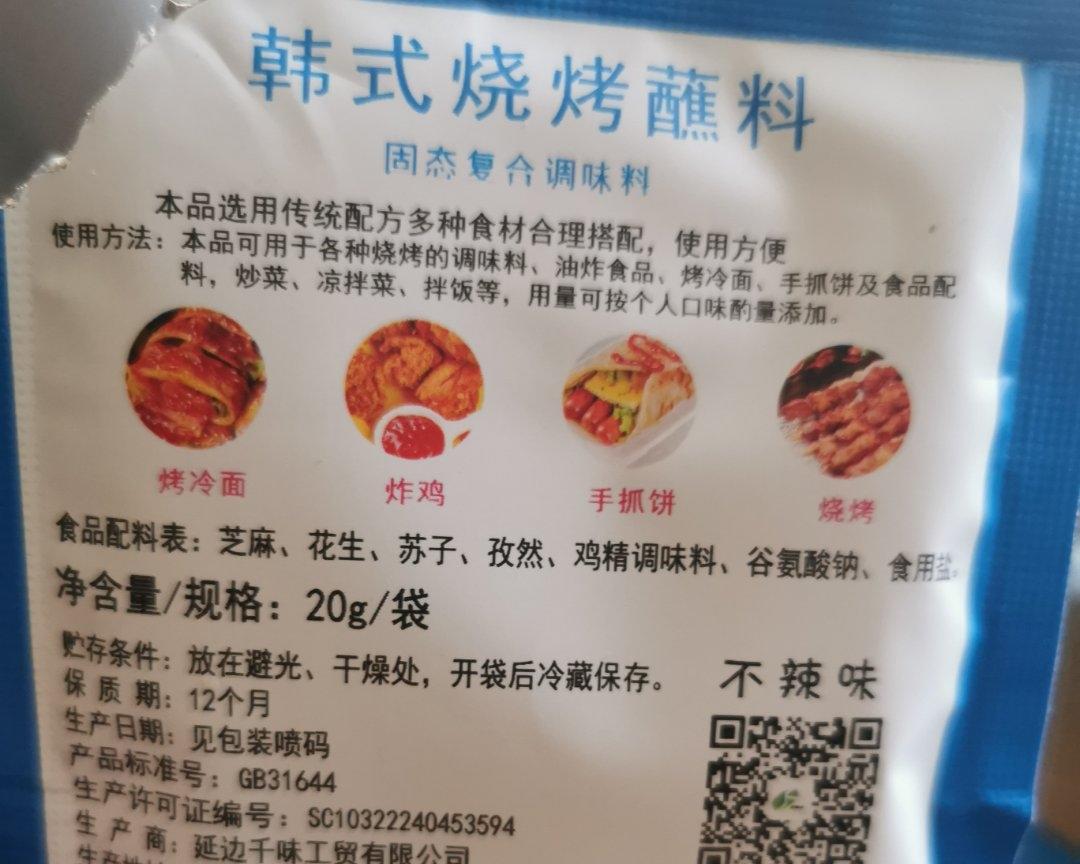 韩式烧烤蘸料
固态复合调味料
本品选用传统配方多种食材合理搭配，使用方便
使用方法：本品可用于各种烧烤的调味料、油炸食品、烤冷面、手抓饼及食品配
料，炒菜、凉拌菜、拌饭等，用量可按个人口味酌量添加。
烤冷面
炸鸡
手抓饼
烧烤
食品配料表：芝麻、花生、苏子、孜然、鸡精调味料、谷氨酸钠、食用盐。
净含量/规格：20g/袋
贮存条件：放在避光、干燥处，开袋后冷藏保存。
保质期：12个月
生产日期：见包装喷码
产品标准号：GB31644
生产许可证编号：SC10322240453594
生产商：延边千味工贸有限公司
不辣味